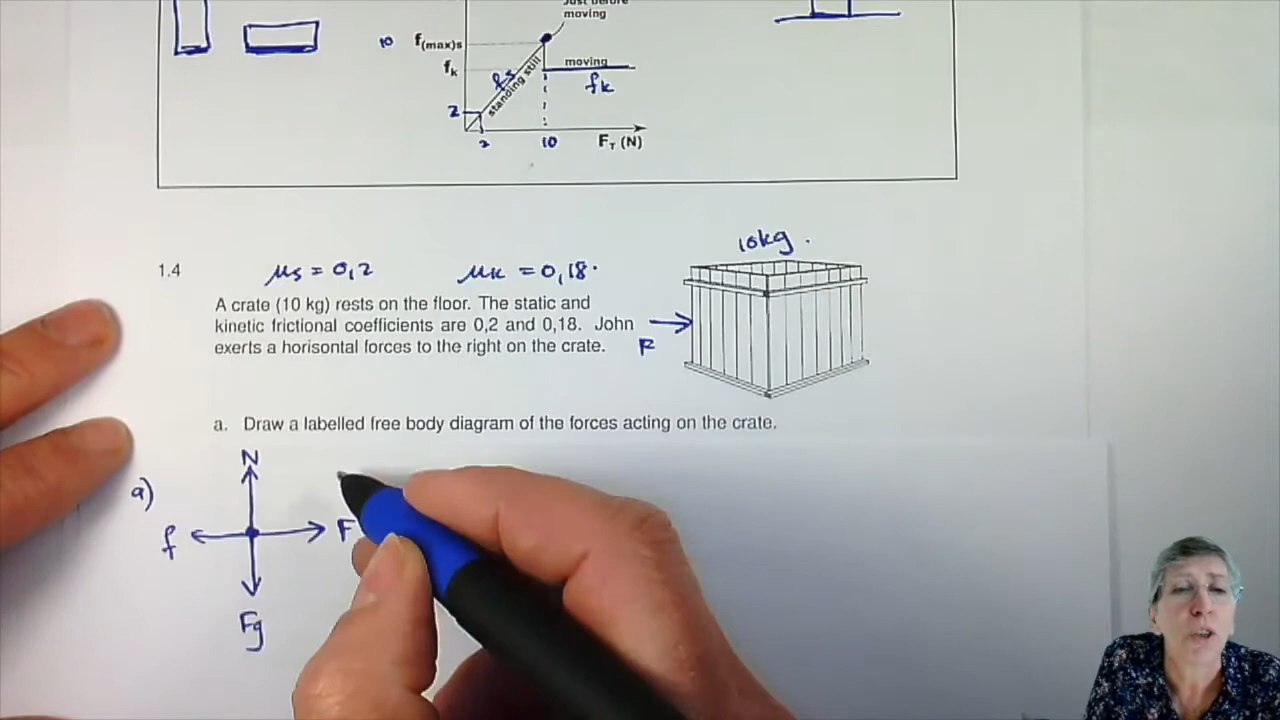 Just before
moving
10 f(max)s
fk
moving
fs
standing still
fk
2
2 10 FT (N)
10kg.
1.4 μs = 0,2 μk = 0,18.
A crate (10 kg) rests on the floor. The static and
kinetic frictional coefficients are 0,2 and 0,18. John
exerts a horisontal forces to the right on the crate.
F
a. Draw a labelled free body diagram of the forces acting on the crate.
a)
N
f F
Fg